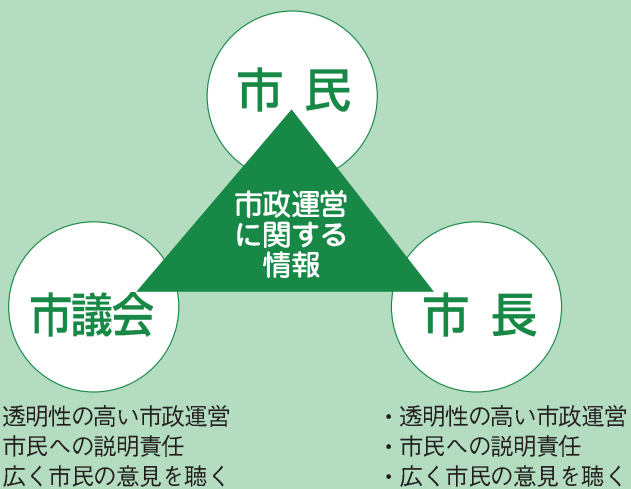 市民
市政運営
に関する
情報
市議会
市長
透明性の高い市政運営
市民への説明責任
広く市民の意見を聴く
・透明性の高い市政運営
・市民への説明責任
・広く市民の意見を聴く